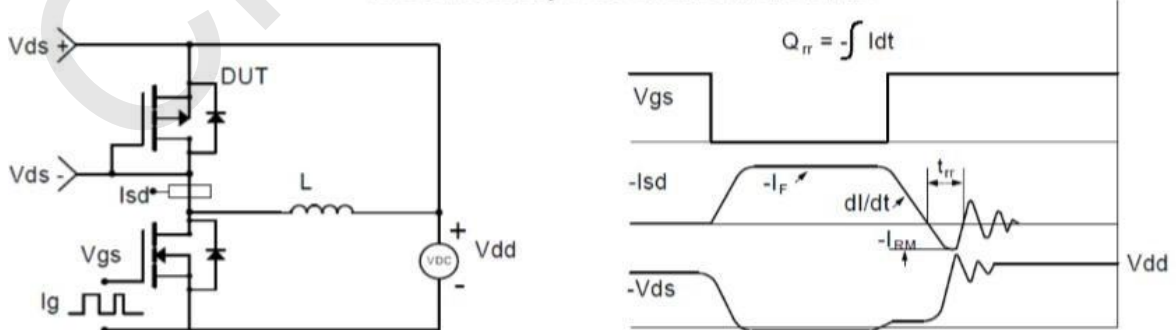 Vds +
DUT
Vds -
Isd
L
Vgs
Ig
+
VDC
-
Vdd
Qrr = -∫ Idt
Vgs
-Isd
-IF
dI/dt
trr
-IRM
-Vds
Vdd